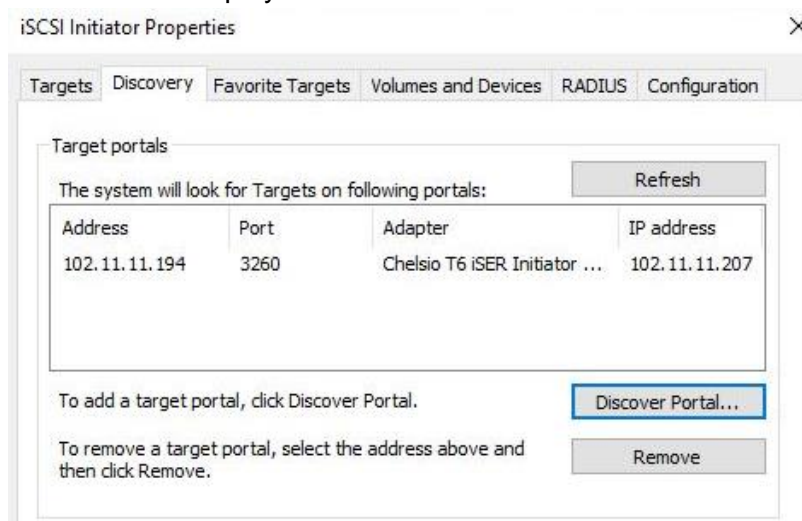 iSCSI Initiator Properties
Targets Discovery Favorite Targets Volumes and Devices RADIUS Configuration
Target portals
The system will look for Targets on following portals: Refresh
Address Port Adapter IP address
102.11.11.194 3260 Chelsio T6 iSER Initiator ... 102.11.11.207
To add a target portal, click Discover Portal. Discover Portal...
To remove a target portal, select the address above and
then click Remove. Remove